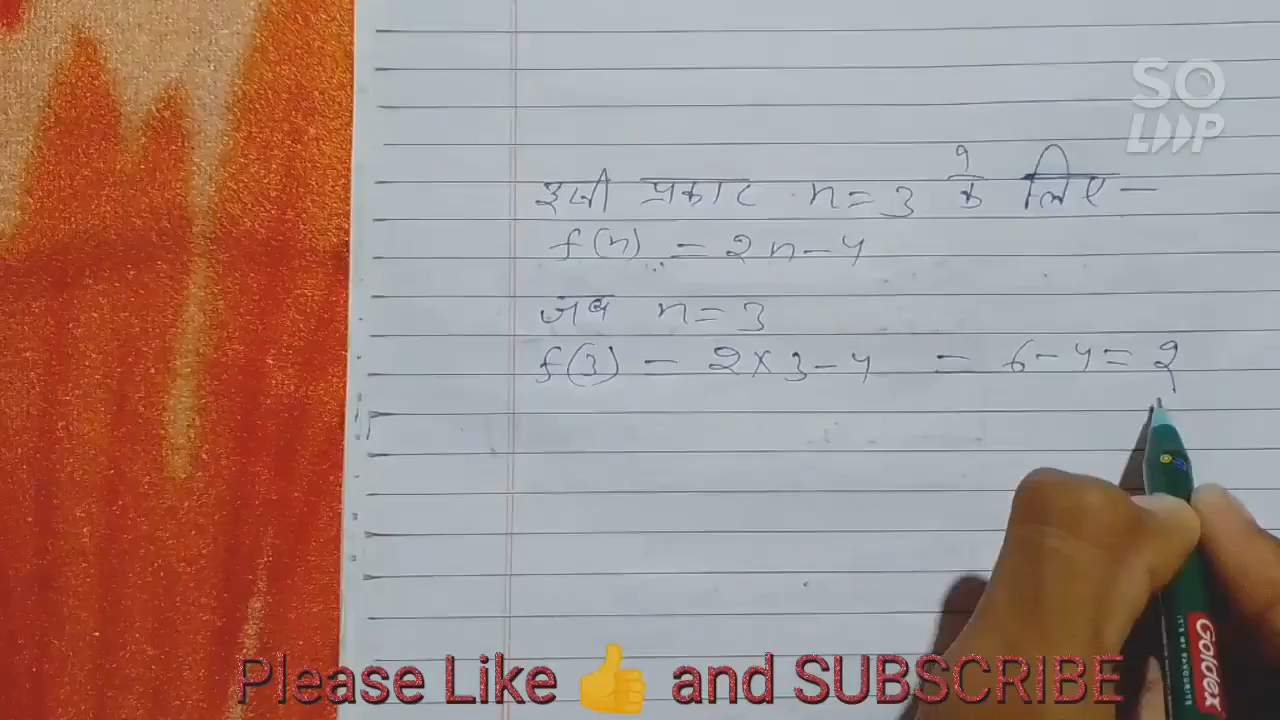 SO
LOOP
इसी प्रकार n=3 के लिए –
f(n) = 2n-4
जब n=3
f(3) = 2×3-4 = 6-4=2
Goldex
Please Like 👍 and SUBSCRIBE